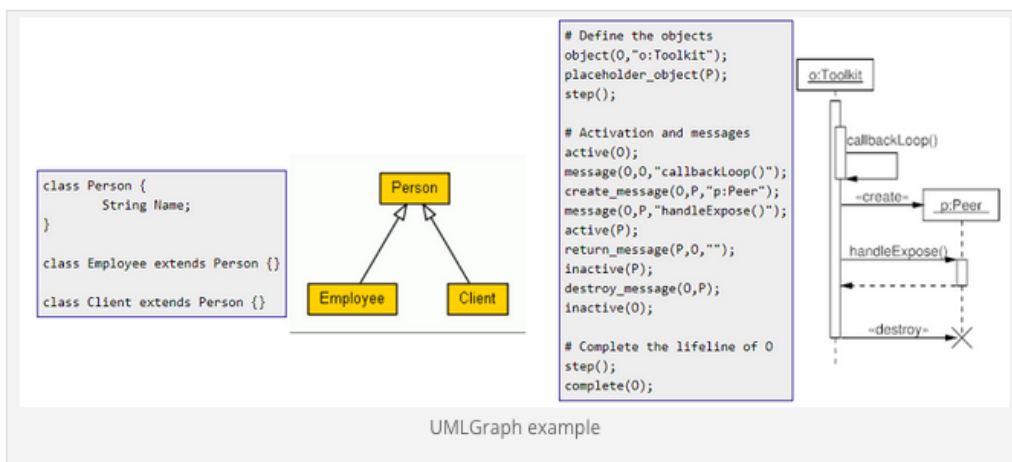 class Person {
String Name;
}
class Employee extends Person {}
class Client extends Person {}
Person
Employee
Client
# Define the objects
object(O,"o:Toolkit");
placeholder_object(P);
step();
# Activation and messages
active(O);
message(O,O,"callbackLoop()");
create_message(O,P,"p:Peer");
message(O,P,"handleExpose()");
active(P);
return_message(P,O,"");
inactive(P);
destroy_message(O,P);
inactive(O);
# Complete the lifeline of O
step();
complete(O);
o:Toolkit
callbackLoop()
«create»
p:Peer
handleExpose()
«destroy»
UMLGraph example